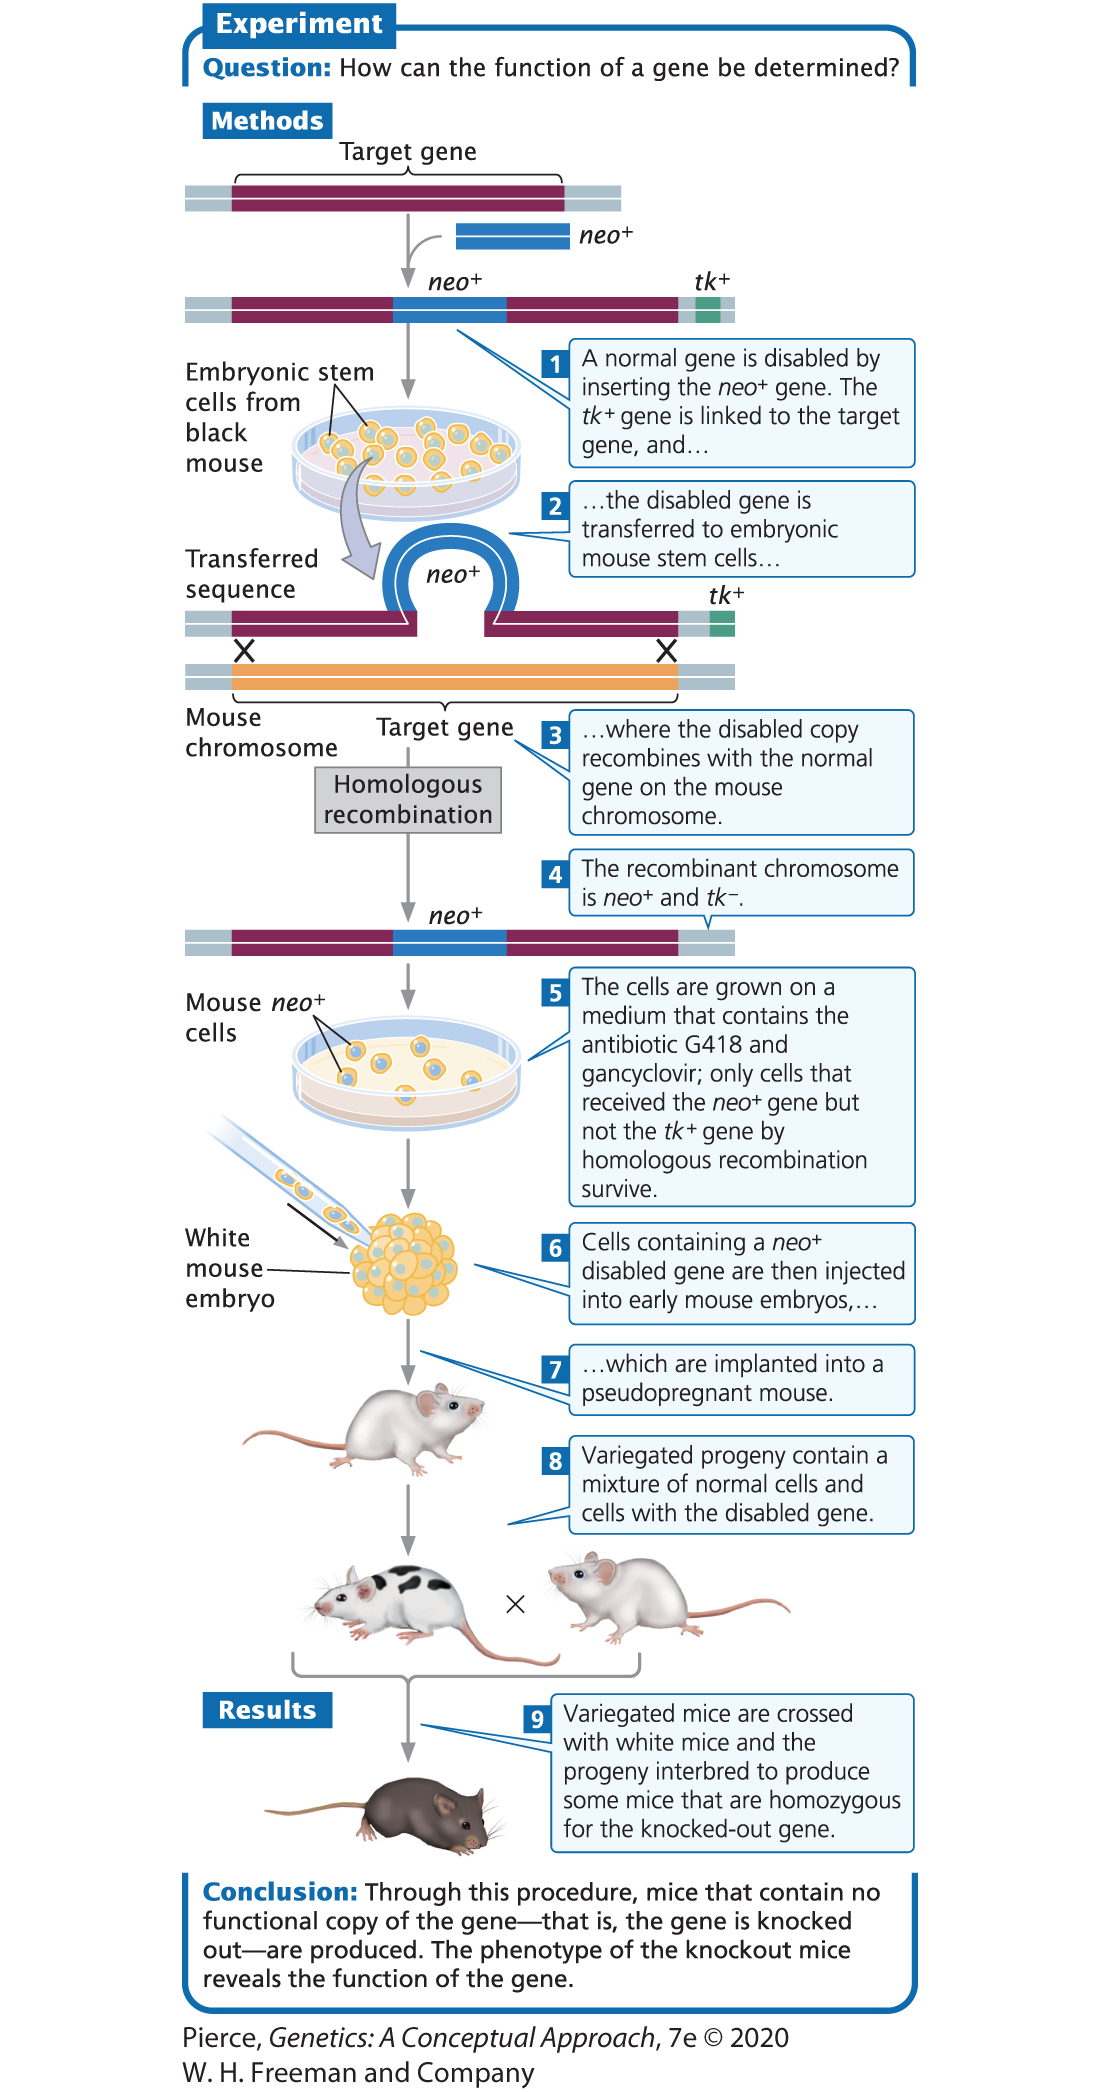 Experiment
Question: How can the function of a gene be determined?
Methods
Target gene
neo+
neo+
tk+
1
A normal gene is disabled by
inserting the neo+ gene. The
tk+ gene is linked to the target
gene, and…
Embryonic stem
cells from
black
mouse
2
…the disabled gene is
transferred to embryonic
mouse stem cells…
Transferred
sequence
neo+
tk+
X
X
Mouse
chromosome
Target gene
3
…where the disabled copy
recombines with the normal
gene on the mouse
chromosome.
Homologous
recombination
4
The recombinant chromosome
is neo+ and tk–.
neo+
Mouse neo+
cells
5
The cells are grown on a
medium that contains the
antibiotic G418 and
gancyclovir; only cells that
received the neo+ gene but
not the tk+ gene by
homologous recombination
survive.
White
mouse
embryo
6
Cells containing a neo+
disabled gene are then injected
into early mouse embryos,…
7
…which are implanted into a
pseudopregnant mouse.
8
Variegated progeny contain a
mixture of normal cells and
cells with the disabled gene.
×
Results
9
Variegated mice are crossed
with white mice and the
progeny interbred to produce
some mice that are homozygous
for the knocked-out gene.
Conclusion: Through this procedure, mice that contain no
functional copy of the gene—that is, the gene is knocked
out—are produced. The phenotype of the knockout mice
reveals the function of the gene.
Pierce, Genetics: A Conceptual Approach, 7e © 2020
W. H. Freeman and Company